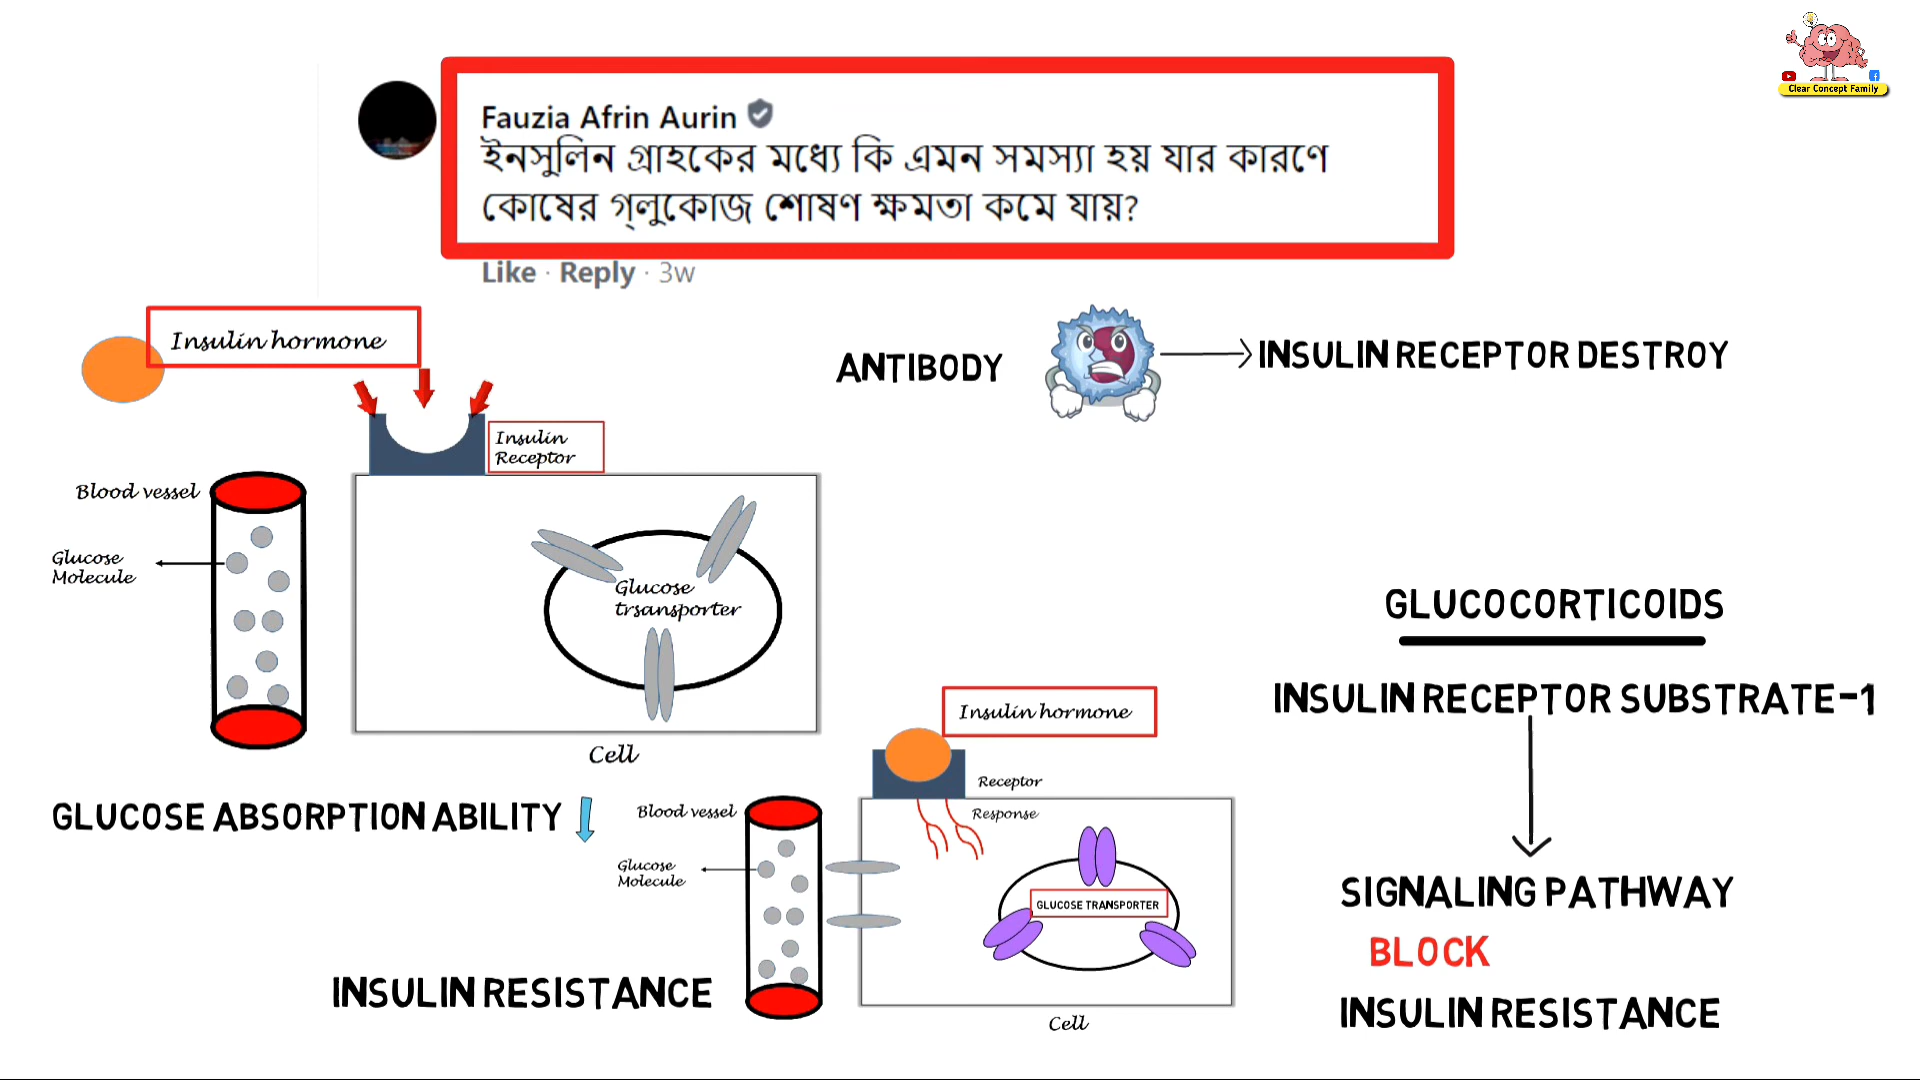 Clear Concept Family
Fauzia Afrin Aurin
ইনসুলিন গ্রাহকের মধ্যে কি এমন সমস্যা হয় যার কারণে
কোষের গ্লুকোজ শোষণ ক্ষমতা কমে যায়?
Like · Reply · 3w
Insulin hormone
ANTIBODY
INSULIN RECEPTOR DESTROY
Insulin
Receptor
Blood vessel
Glucose
Molecule
Glucose
trsansporter
Cell
GLUCOSE ABSORPTION ABILITY
GLUCOCORTICOIDS
INSULIN RECEPTOR SUBSTRATE-1
SIGNALING PATHWAY
BLOCK
INSULIN RESISTANCE
Insulin hormone
Receptor
Response
Blood vessel
Glucose
Molecule
GLUCOSE TRANSPORTER
Cell
INSULIN RESISTANCE